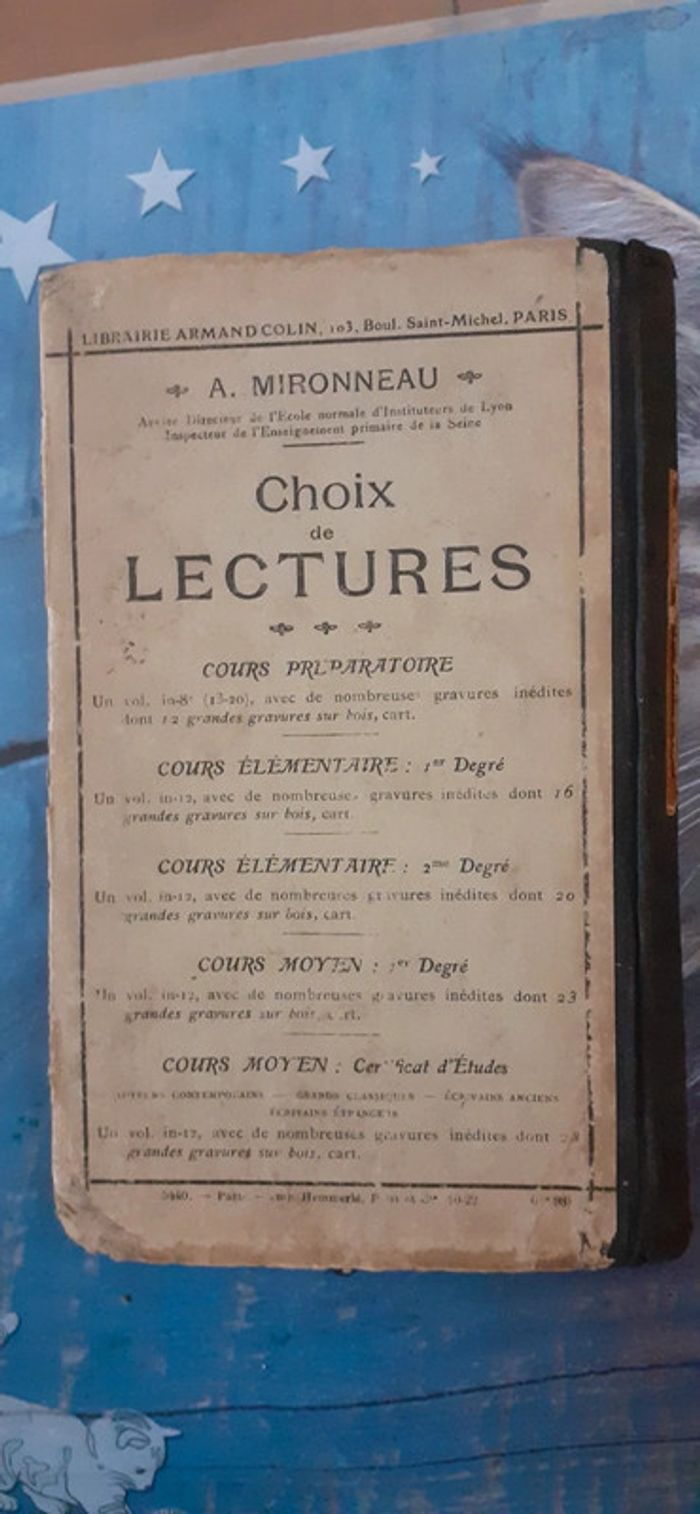 LIBRAIRIE ARMAND COLIN, 103, Boul. Saint-Michel, PARIS
A. MIRONNEAU
Directeur de l'École normale d'Instituteurs de Lyon
Inspecteur de l'Enseignement primaire de la Seine
Choix
de
LECTURES
COURS PRÉPARATOIRE
Un vol. in-8° (13-20), avec de nombreuses gravures inédites
dont 12 grandes gravures sur bois, cart.
COURS ÉLÉMENTAIRE : 1er Degré
Un vol. in-12, avec de nombreuses gravures inédites dont 16
grandes gravures sur bois, cart.
COURS ÉLÉMENTAIRE : 2me Degré
Un vol. in-12, avec de nombreuses gravures inédites dont 20
grandes gravures sur bois, cart.
COURS MOYEN : 1er Degré
Un vol. in-12, avec de nombreuses gravures inédites dont 23
grandes gravures sur bois, cart.
COURS MOYEN : Certificat d'Études
AUTEURS CONTEMPORAINS — GRANDS CLASSIQUES — ÉCRIVAINS ANCIENS
ÉCRIVAINS ÉTRANGERS
Un vol. in-12, avec de nombreuses gravures inédites dont
grandes gravures sur bois, cart.
Hemmerlé,